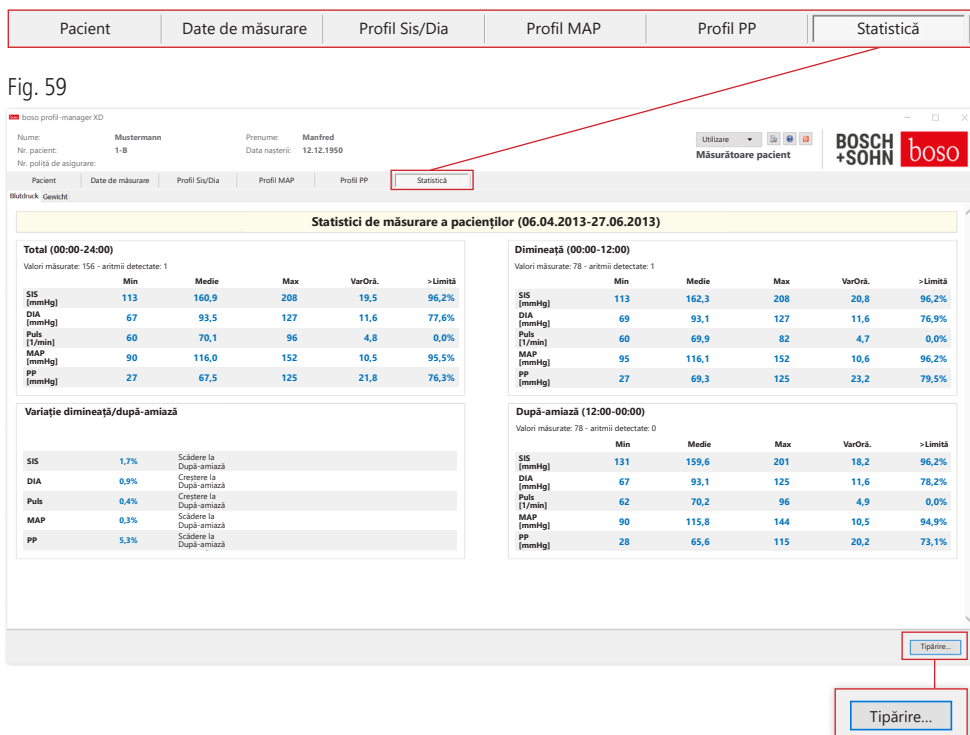 Pacient Date de măsurare Profil Sis/Dia Profil MAP Profil PP Statistică
Fig. 59
boso boso profil-manager XD
Nume: Mustermann Prenume: Manfred
Nr. pacient: 1-B Data nașterii: 12.12.1950
Nr. poliță de asigurare:
Utilizare
Măsurătoare pacient
BOSCH
+SOHN
boso
Pacient Date de măsurare Profil Sis/Dia Profil MAP Profil PP Statistică
Blutdruck Gewicht
Statistici de măsurare a pacienților (06.04.2013-27.06.2013)
Total (00:00-24:00)
Valori măsurate: 156 - aritmii detectate: 1
Min Medie Max VarOră. >Limită
SIS
[mmHg] 113 160,9 208 19,5 96,2%
DIA
[mmHg] 67 93,5 127 11,6 77,6%
Puls
[1/min] 60 70,1 96 4,8 0,0%
MAP
[mmHg] 90 116,0 152 10,5 95,5%
PP
[mmHg] 27 67,5 125 21,8 76,3%
Dimineață (00:00-12:00)
Valori măsurate: 78 - aritmii detectate: 1
Min Medie Max VarOră. >Limită
SIS
[mmHg] 113 162,3 208 20,8 96,2%
DIA
[mmHg] 69 93,1 127 11,6 76,9%
Puls
[1/min] 60 69,9 82 4,7 0,0%
MAP
[mmHg] 95 116,1 152 10,6 96,2%
PP
[mmHg] 27 69,3 125 23,2 79,5%
Variație dimineață/după-amiază
SIS 1,7% Scădere la
După-amiază
DIA 0,9% Creștere la
După-amiază
Puls 0,4% Creștere la
După-amiază
MAP 0,3% Scădere la
După-amiază
PP 5,3% Scădere la
După-amiază
După-amiază (12:00-00:00)
Valori măsurate: 78 - aritmii detectate: 0
Min Medie Max VarOră. >Limită
SIS
[mmHg] 131 159,6 201 18,2 96,2%
DIA
[mmHg] 67 93,1 125 11,6 78,2%
Puls
[1/min] 62 70,2 96 4,9 0,0%
MAP
[mmHg] 90 115,8 144 10,5 94,9%
PP
[mmHg] 28 65,6 115 20,2 73,1%
Tipărire...
Tipărire...